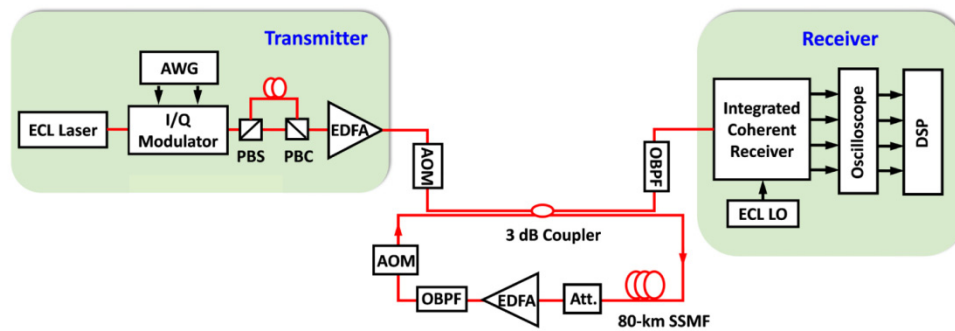 Transmitter
AWG
ECL Laser
I/Q
Modulator
PBS
PBC
EDFA
AOM
3 dB Coupler
AOM
OBPF
EDFA
Att.
80-km SSMF
OBPF
Receiver
Integrated
Coherent
Receiver
ECL LO
Oscilloscope
DSP